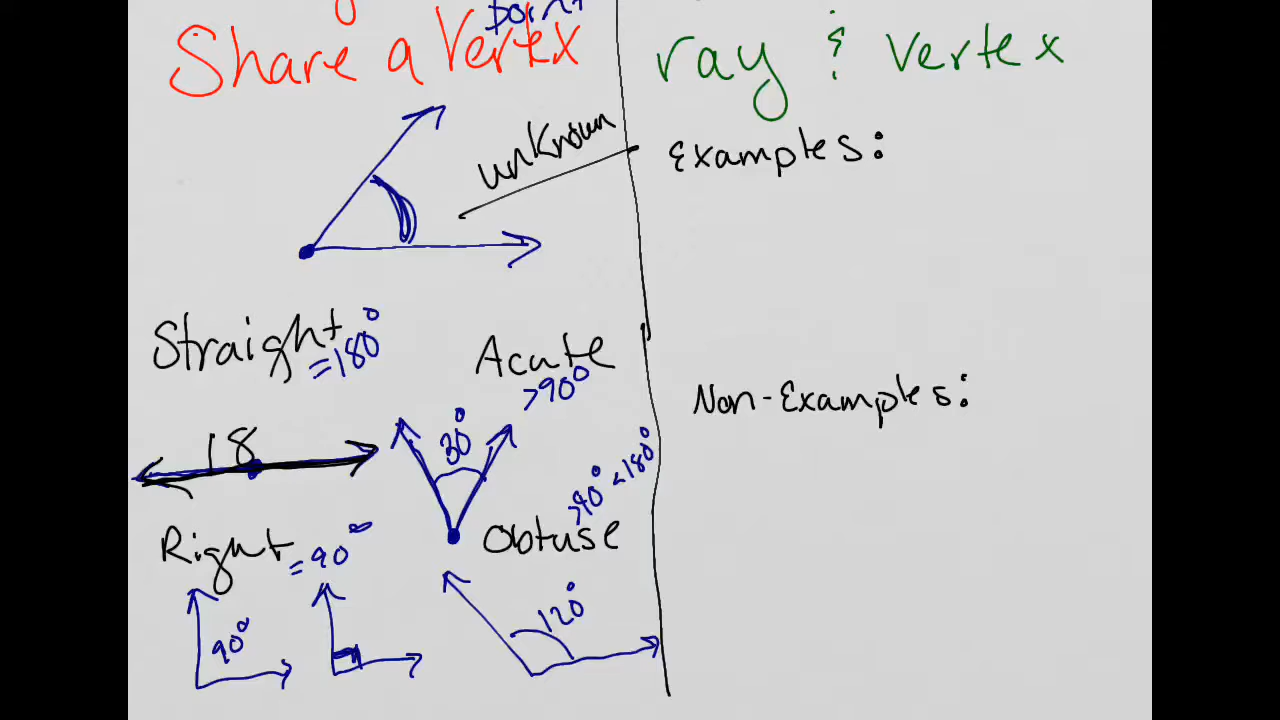 point
Share a Vertex
ray & vertex
unknown
Examples:
Straight
=180°
Acute
>90°
Non-Examples:
18
30°
>90° <180°
Right
=90°
Obtuse
90°
120°